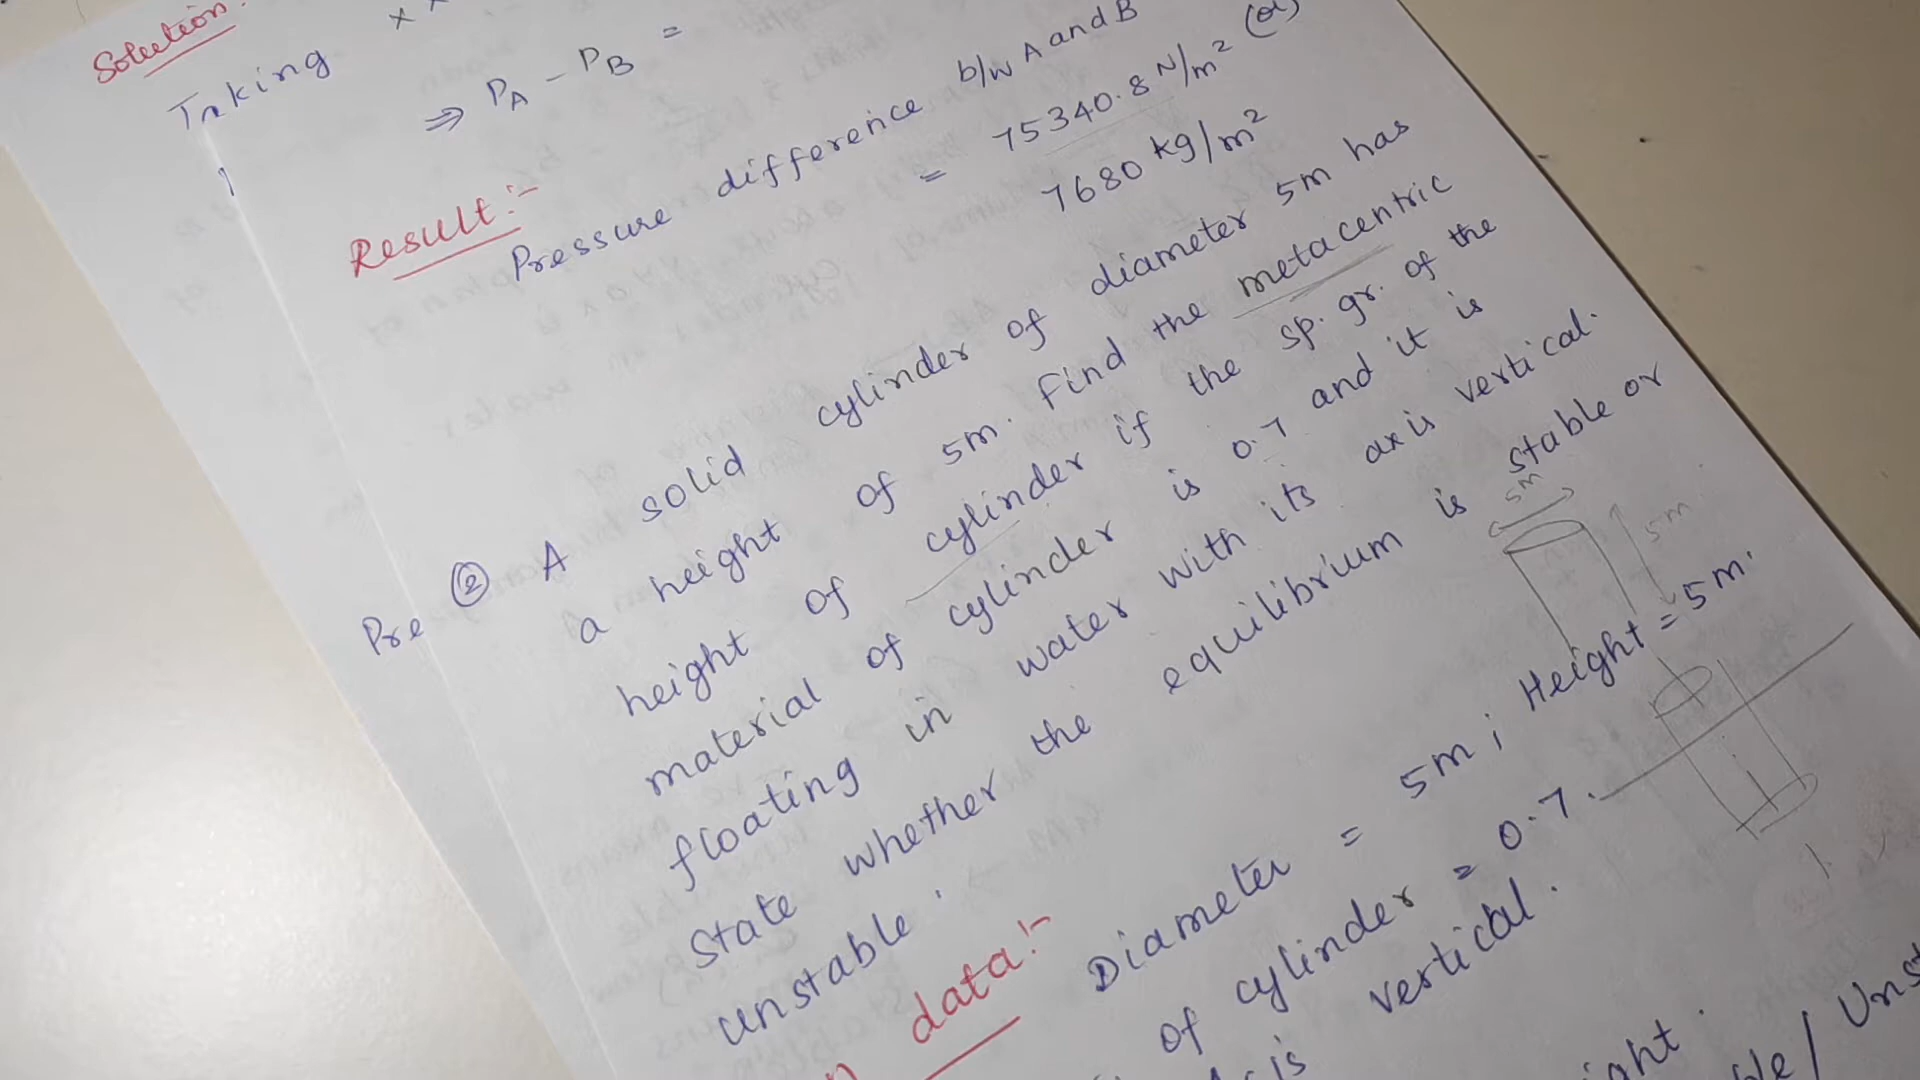 Solution:
Taking
⇒ PA - PB =
Result:-
Pressure difference b/w A and B
= 75340.8 N/m² (or)
7680 kg/m²
Pre
② A solid cylinder of diameter 5m has
a height of 5m. Find the metacentric
height of cylinder if the sp. gr. of the
material of cylinder is 0.7 and it is
floating in water with its axis vertical.
State whether the equilibrium is stable or
unstable.
5m
5m
data:-
Diameter = 5m ; Height = 5m.
of cylinder = 0.7.
is vertical.